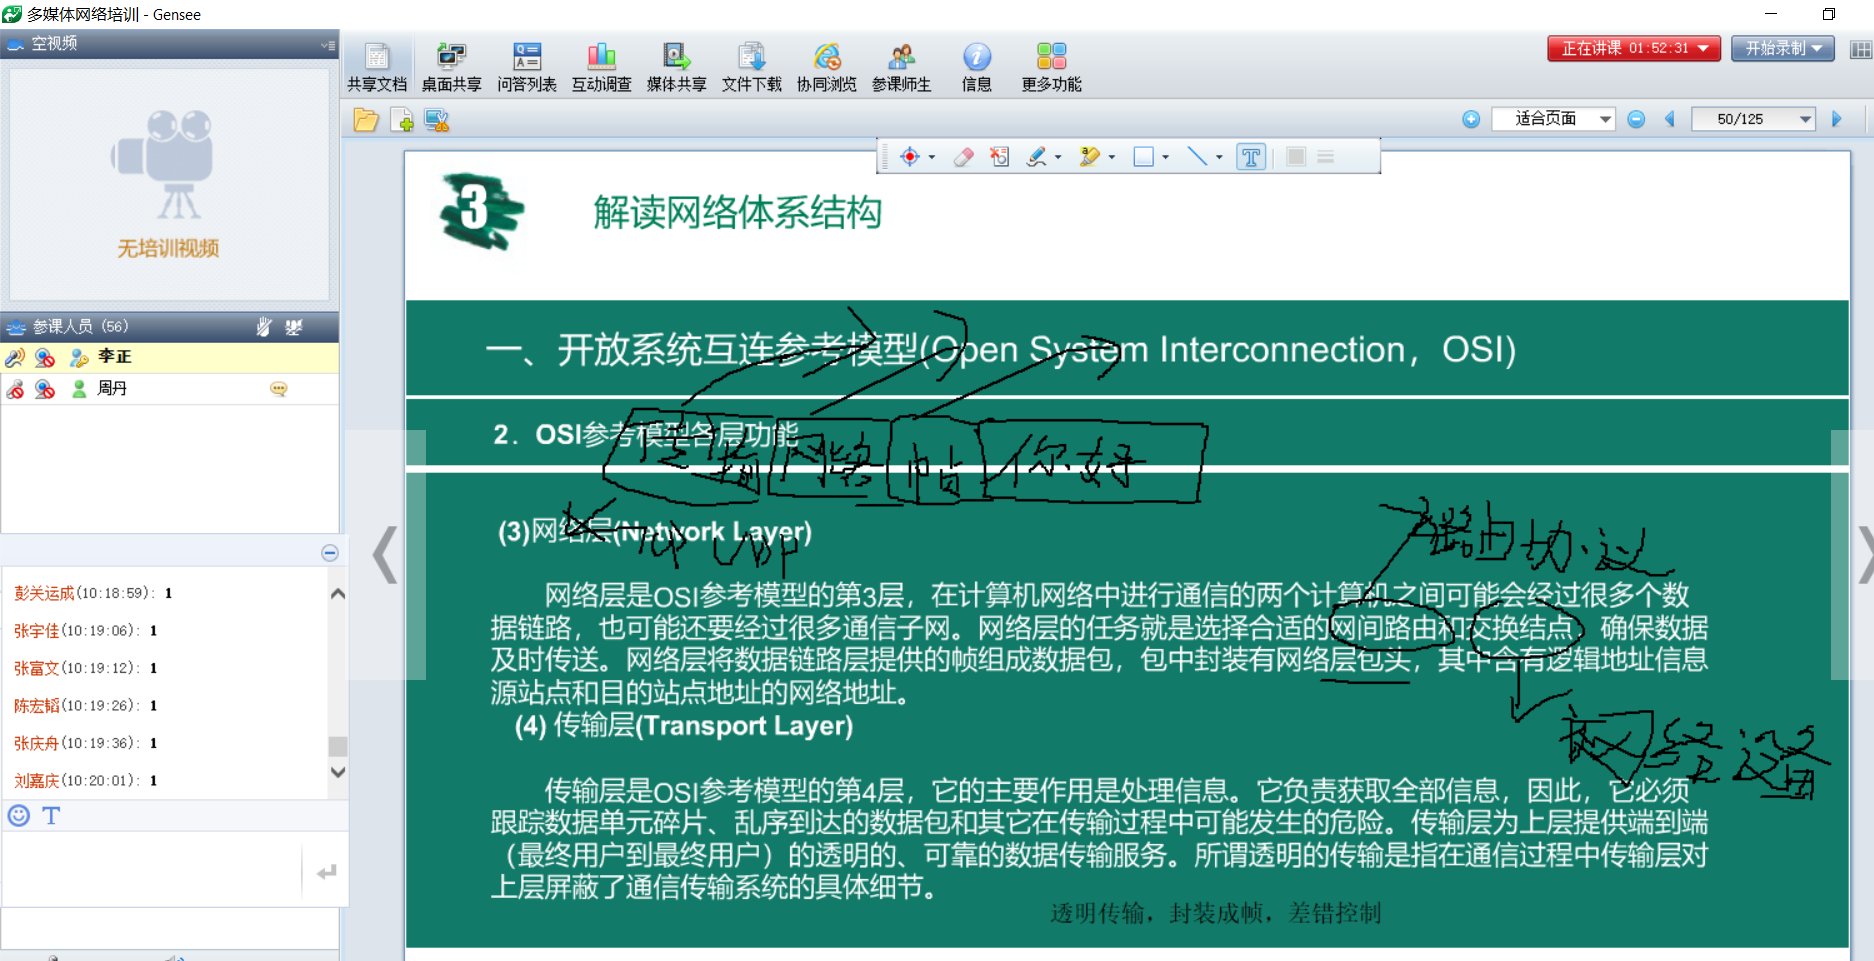 多媒体网络培训 - Gensee
空视频
无培训视频
参课人员 (56)
李正
周丹
彭关运成(10:18:59): 1
张宇佳(10:19:06): 1
张富文(10:19:12): 1
陈宏韬(10:19:26): 1
张庆舟(10:19:36): 1
刘嘉庆(10:20:01): 1
T
共享文档 桌面共享 问答列表 互动调查 媒体共享 文件下载 协同浏览 参课师生 信息 更多功能
正在讲课 01:52:31 开始录制
适合页面 50/125
3 解读网络体系结构
一、开放系统互连参考模型(Open System Interconnection，OSI)
2．OSI参考模型各层功能
传输 网络 帧 你好
(3)网络层(Network Layer)
TCP UDP
路由协议
网络层是OSI参考模型的第3层，在计算机网络中进行通信的两个计算机之间可能会经过很多个数
据链路，也可能还要经过很多通信子网。网络层的任务就是选择合适的网间路由和交换结点，确保数据
及时传送。网络层将数据链路层提供的帧组成数据包，包中封装有网络层包头，其中含有逻辑地址信息
源站点和目的站点地址的网络地址。
(4) 传输层(Transport Layer)
网络设备
传输层是OSI参考模型的第4层，它的主要作用是处理信息。它负责获取全部信息，因此，它必须
跟踪数据单元碎片、乱序到达的数据包和其它在传输过程中可能发生的危险。传输层为上层提供端到端
（最终用户到最终用户）的透明的、可靠的数据传输服务。所谓透明的传输是指在通信过程中传输层对
上层屏蔽了通信传输系统的具体细节。
透明传输，封装成帧，差错控制